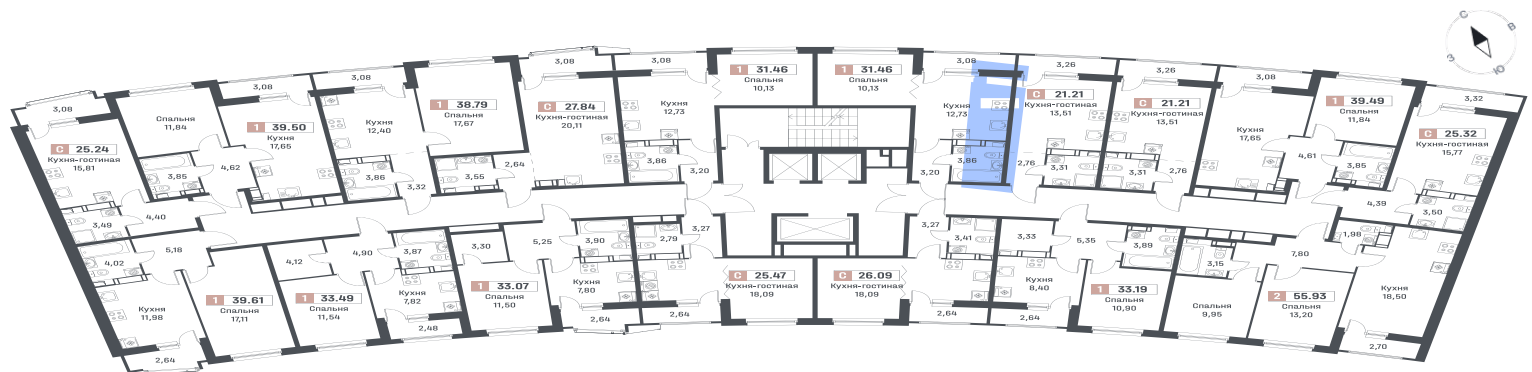 С
В
З
Ю
3,08
С 25.24
Кухня-гостиная
15,81
3,49
4,40
Спальня
11,84
3,85
4,62
3,08
1 39.50
Кухня
17,65
3,08
Кухня
12,40
3,86
3,32
1 38.79
Спальня
17,67
3,55
2,64
3,08
С 27.84
Кухня-гостиная
20,11
3,08
Кухня
12,73
3,86
3,20
1 31.46
Спальня
10,13
1 31.46
Спальня
10,13
3,08
Кухня
12,73
3,86
3,20
3,26
С 21.21
Кухня-гостиная
13,51
2,76
3,31
3,26
С 21.21
Кухня-гостиная
13,51
3,31
2,76
3,08
Кухня
17,65
4,61
1 39.49
Спальня
11,84
3,85
3,32
С 25.32
Кухня-гостиная
15,77
4,39
3,50
4,02
5,18
Кухня
11,98
2,64
1 39.61
Спальня
17,11
4,12
4,90
1 33.49
Спальня
11,54
3,87
Кухня
7,82
2,48
3,30
5,25
1 33.07
Спальня
11,50
3,90
Кухня
7,80
2,64
2,79
3,27
2,64
С 25.47
Кухня-гостиная
18,09
С 26.09
Кухня-гостиная
18,09
3,27
3,41
2,64
3,33
5,35
Кухня
8,40
2,64
3,89
1 33.19
Спальня
10,90
3,15
Спальня
9,95
7,80
2 55.93
Спальня
13,20
1,98
Кухня
18,50
2,70